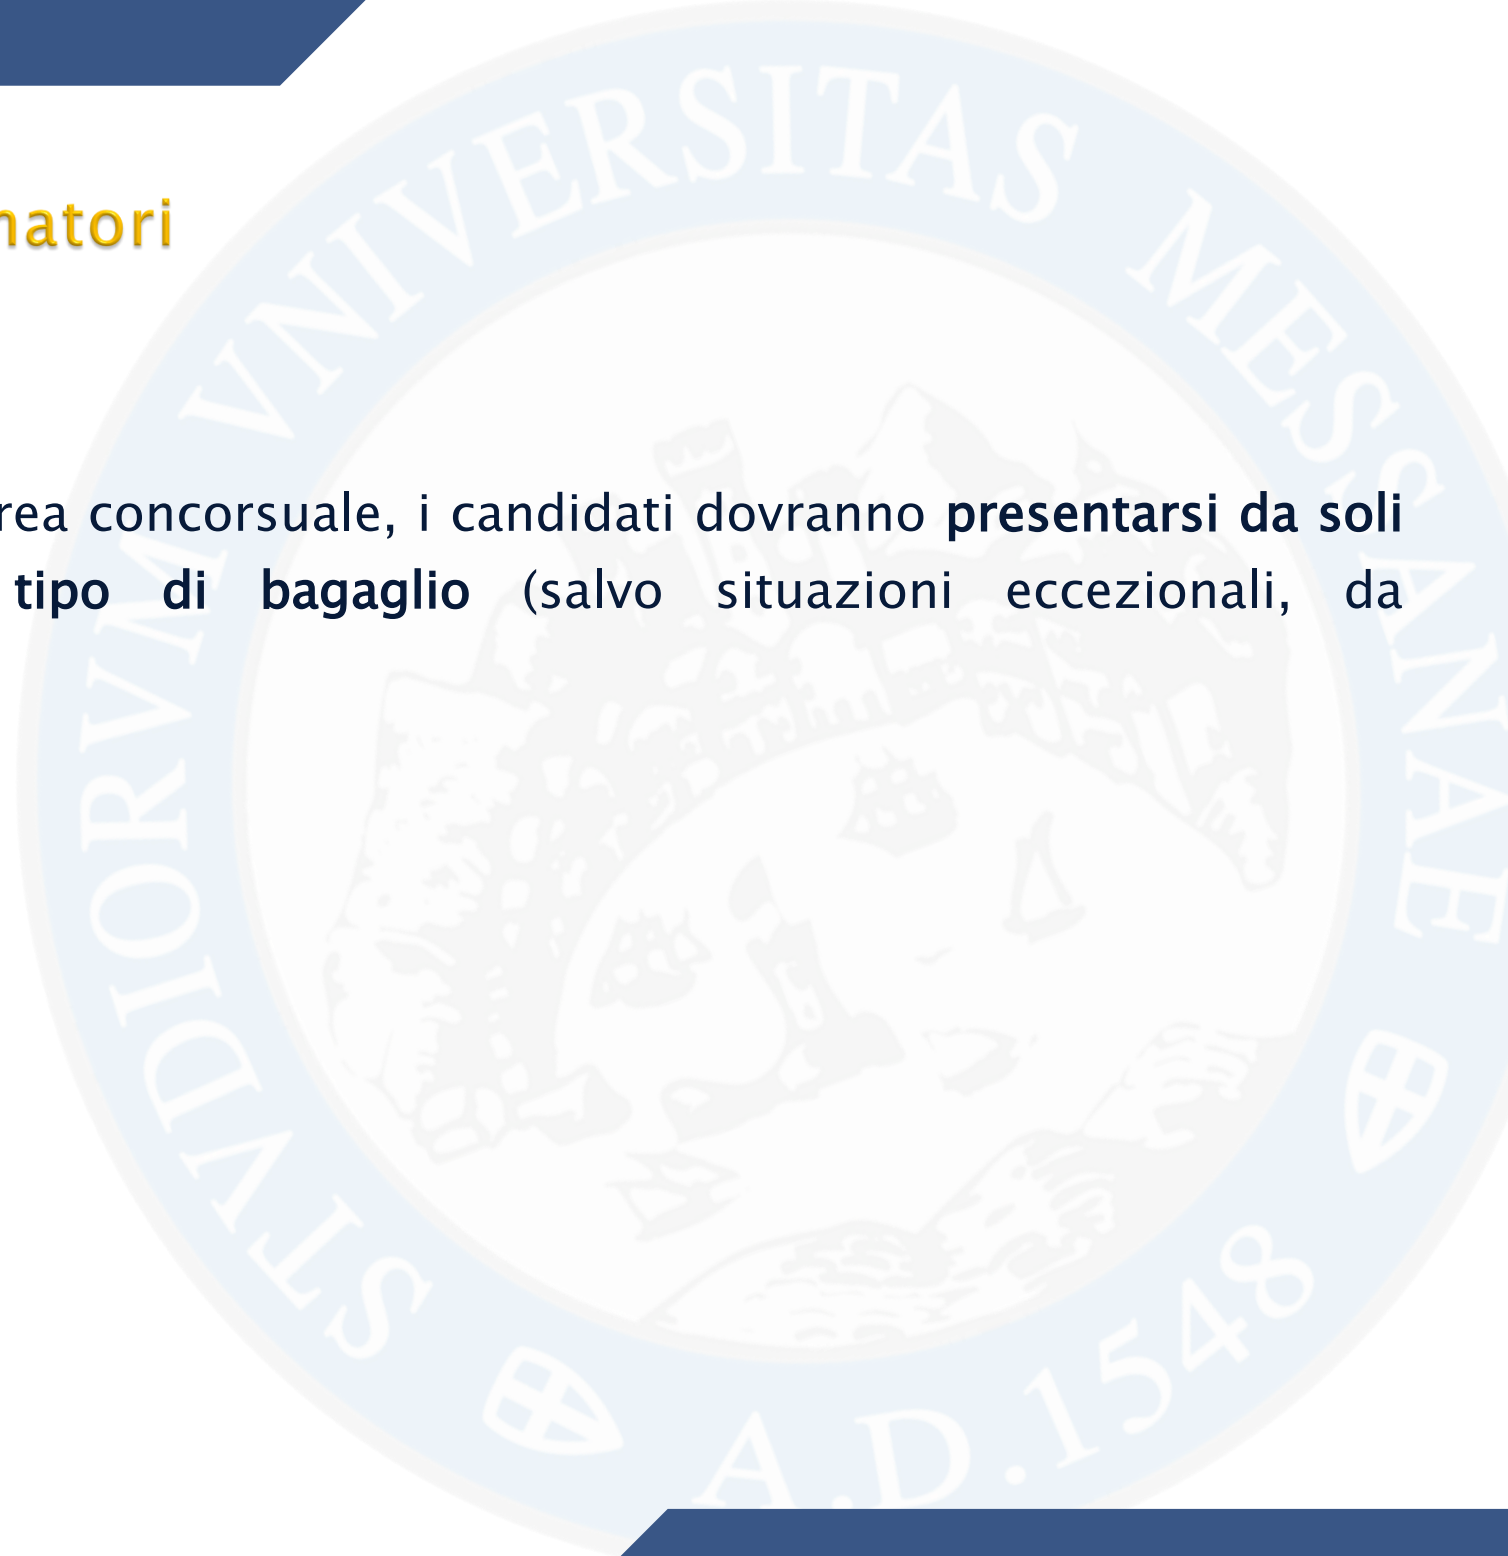 natori
rea concorsuale, i candidati dovranno presentarsi da soli
tipo di bagaglio (salvo situazioni eccezionali, da
STVDIORVM VNIVERSITAS MESSANAE
A.D.1548